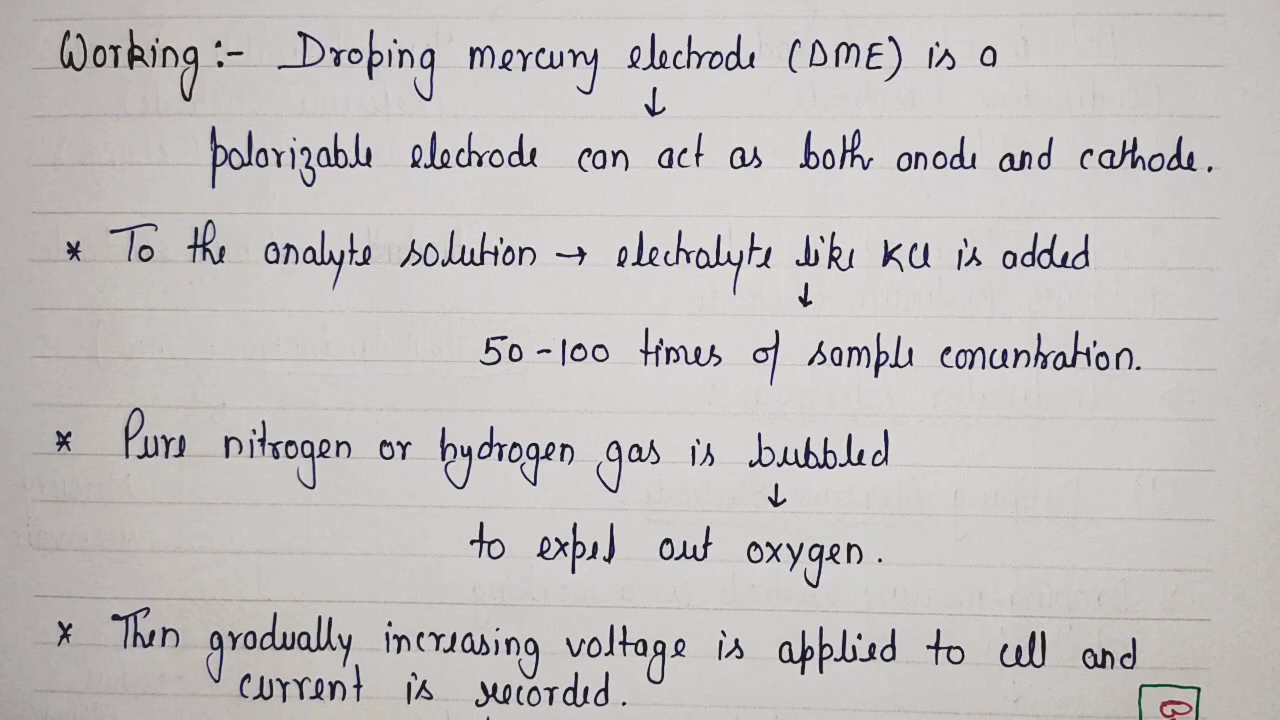 Working :- Droping mercury electrode (DME) is a
↓
polarizable electrode can act as both anode and cathode.
* To the analyte solution → electralyte like KCl is added
↓
50-100 times of sample concentration.
* Pure nitrogen or hydrogen gas is bubbled
↓
to expel out oxygen.
* Then gradually increasing voltage is applied to cell and
current is recorded.